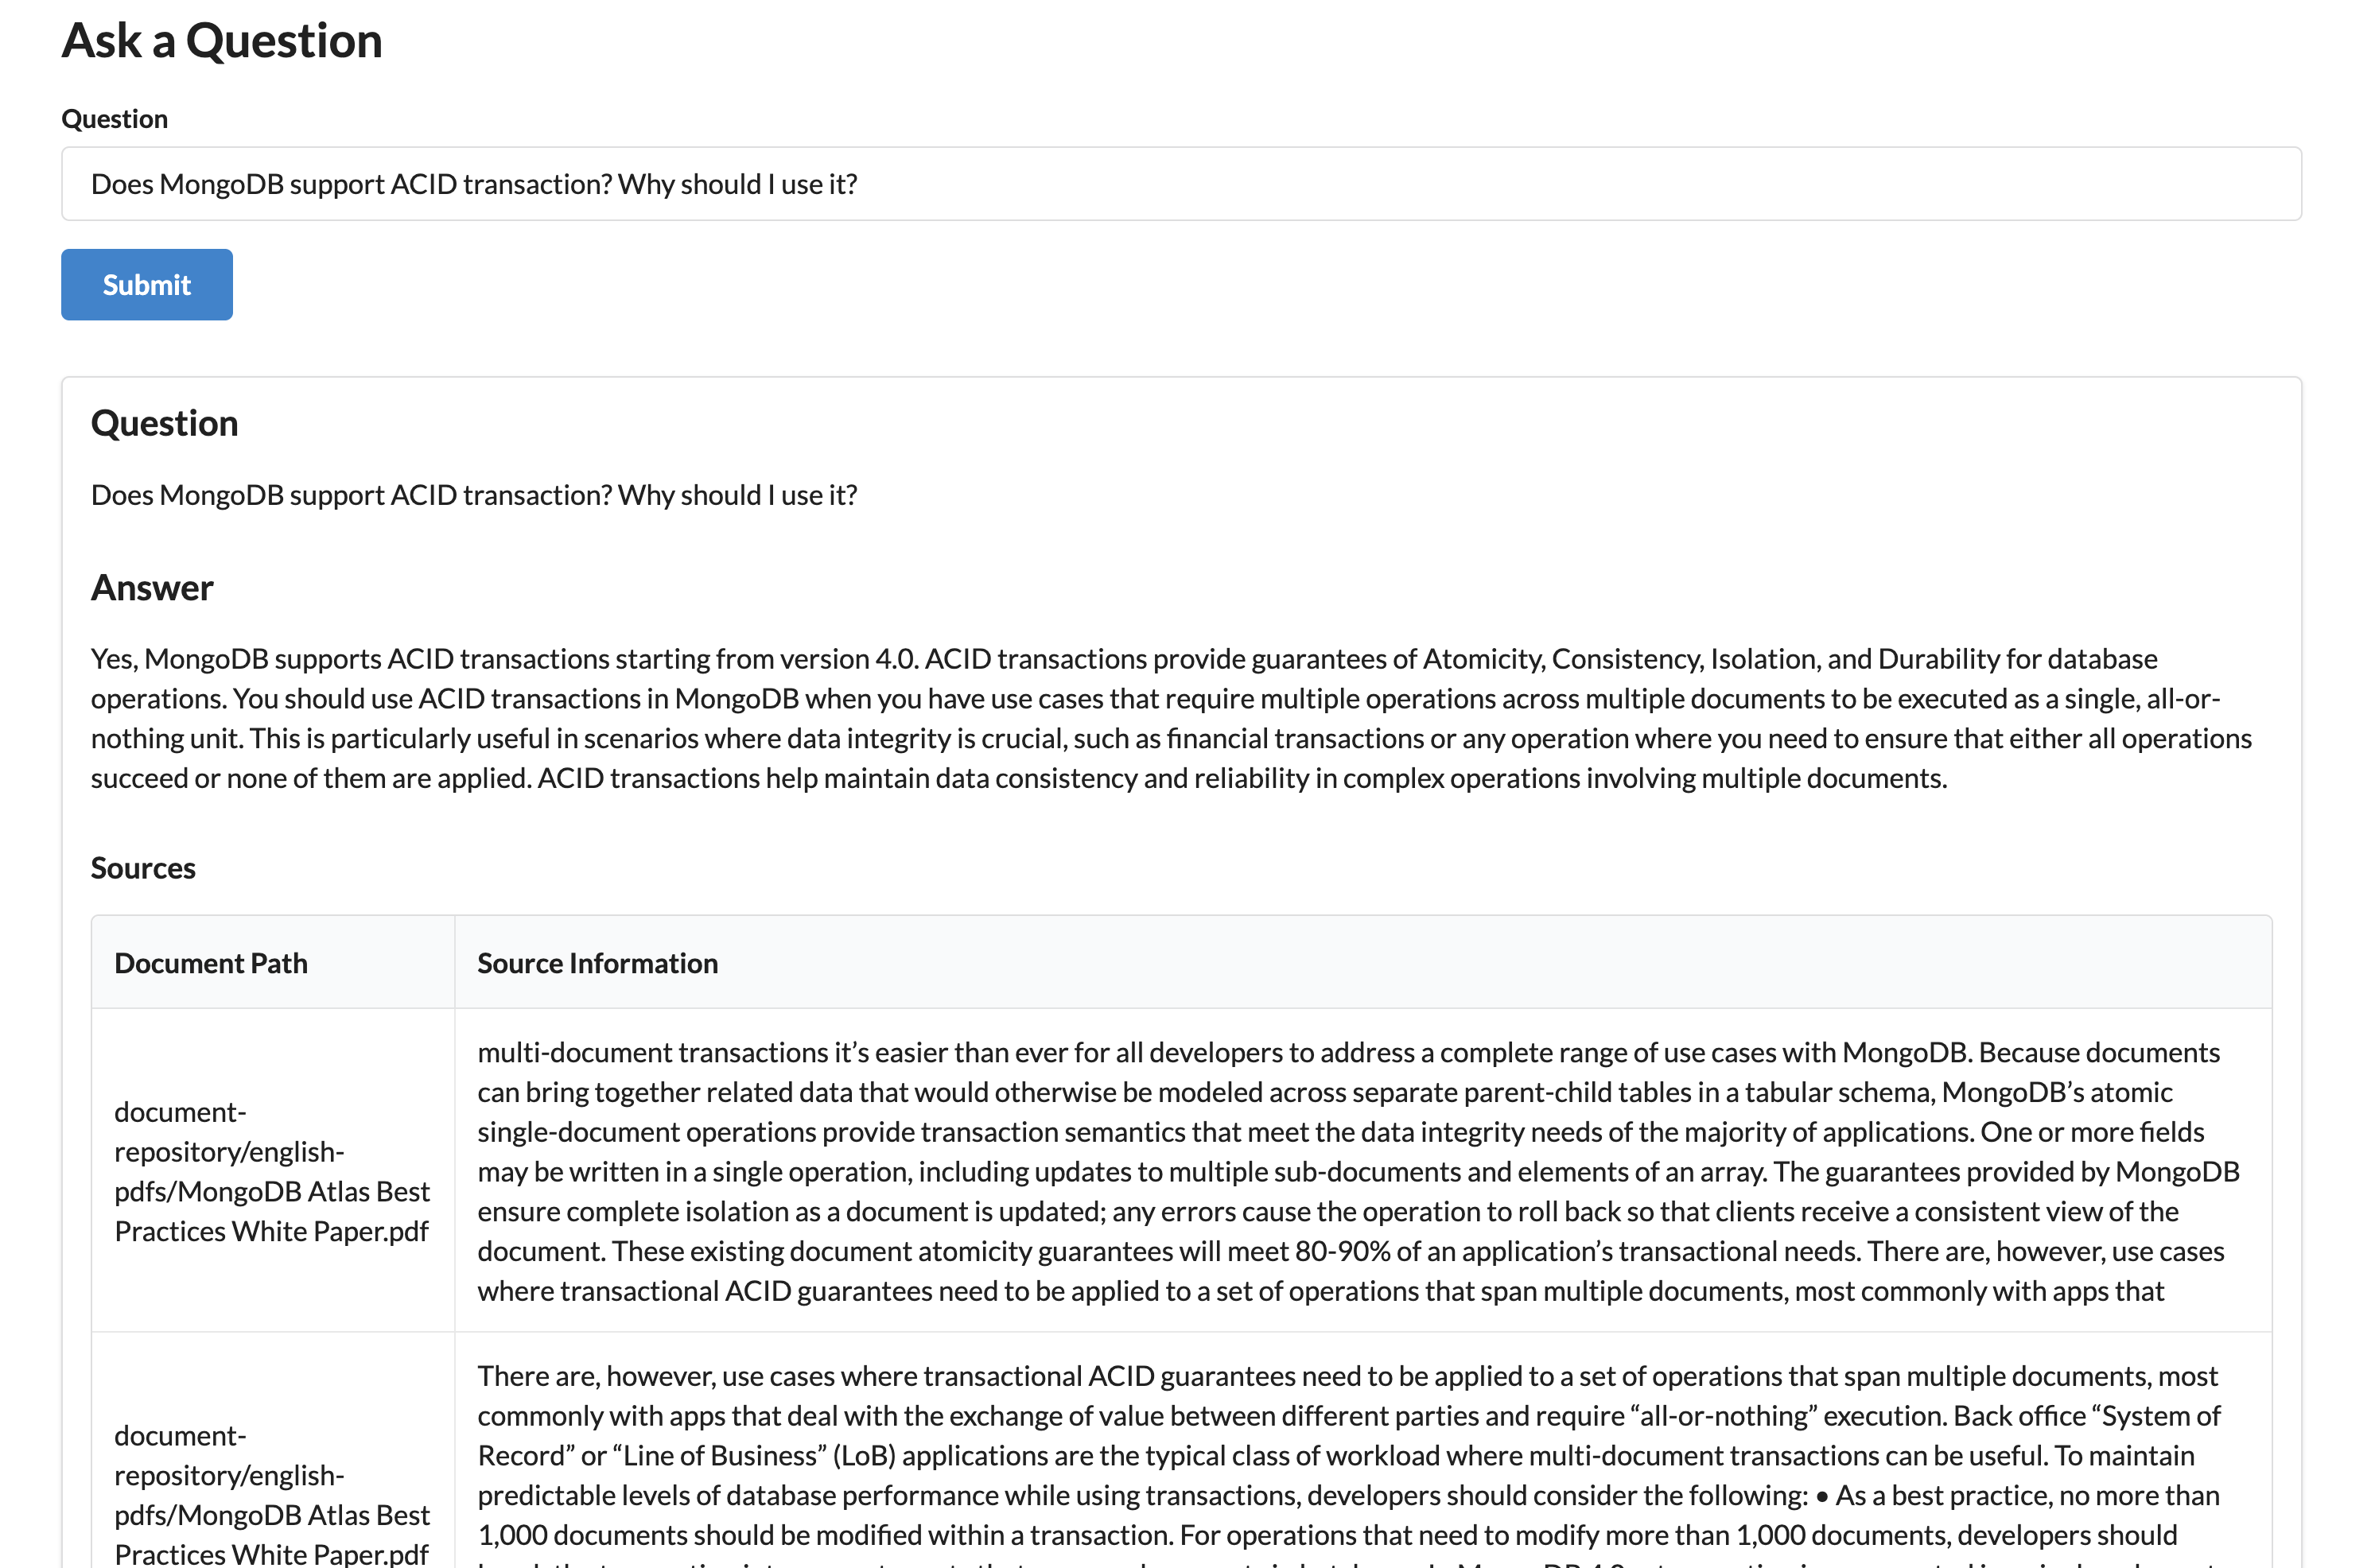 Ask a Question
Question
Does MongoDB support ACID transaction? Why should I use it?
Submit
Question
Does MongoDB support ACID transaction? Why should I use it?
Answer
Yes, MongoDB supports ACID transactions starting from version 4.0. ACID transactions provide guarantees of Atomicity, Consistency, Isolation, and Durability for database
operations. You should use ACID transactions in MongoDB when you have use cases that require multiple operations across multiple documents to be executed as a single, all-or-
nothing unit. This is particularly useful in scenarios where data integrity is crucial, such as financial transactions or any operation where you need to ensure that either all operations
succeed or none of them are applied. ACID transactions help maintain data consistency and reliability in complex operations involving multiple documents.
Sources
Document Path
Source Information
document-
repository/english-
pdfs/MongoDB Atlas Best
Practices White Paper.pdf
multi-document transactions it’s easier than ever for all developers to address a complete range of use cases with MongoDB. Because documents
can bring together related data that would otherwise be modeled across separate parent-child tables in a tabular schema, MongoDB’s atomic
single-document operations provide transaction semantics that meet the data integrity needs of the majority of applications. One or more fields
may be written in a single operation, including updates to multiple sub-documents and elements of an array. The guarantees provided by MongoDB
ensure complete isolation as a document is updated; any errors cause the operation to roll back so that clients receive a consistent view of the
document. These existing document atomicity guarantees will meet 80-90% of an application’s transactional needs. There are, however, use cases
where transactional ACID guarantees need to be applied to a set of operations that span multiple documents, most commonly with apps that
document-
repository/english-
pdfs/MongoDB Atlas Best
Practices White Paper.pdf
There are, however, use cases where transactional ACID guarantees need to be applied to a set of operations that span multiple documents, most
commonly with apps that deal with the exchange of value between different parties and require “all-or-nothing” execution. Back office “System of
Record” or “Line of Business” (LoB) applications are the typical class of workload where multi-document transactions can be useful. To maintain
predictable levels of database performance while using transactions, developers should consider the following: • As a best practice, no more than
1,000 documents should be modified within a transaction. For operations that need to modify more than 1,000 documents, developers should